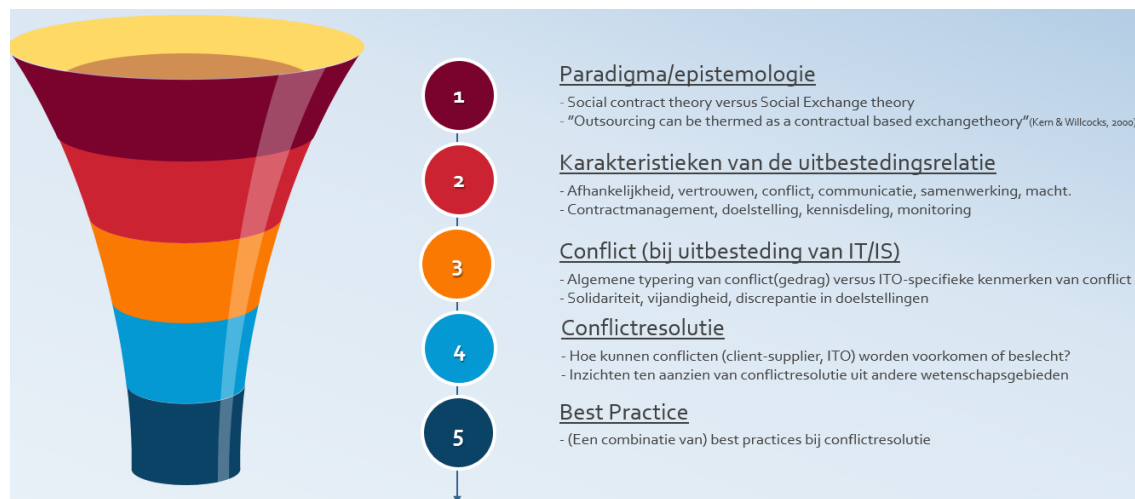 1
Paradigma/epistemologie
- Social contract theory versus Social Exchange theory
- "Outsourcing can be thermed as a contractual based exchangetheory"(Kern & Willcocks, 2000)
2
Karakteristieken van de uitbestedingsrelatie
- Afhankelijkheid, vertrouwen, conflict, communicatie, samenwerking, macht.
- Contractmanagement, doelstelling, kennisdeling, monitoring
3
Conflict (bij uitbesteding van IT/IS)
- Algemene typering van conflict(gedrag) versus ITO-specifieke kenmerken van conflict
- Solidariteit, vijandigheid, discrepantie in doelstellingen
4
Conflictresolutie
- Hoe kunnen conflicten (client-supplier, ITO) worden voorkomen of beslecht?
- Inzichten ten aanzien van conflictresolutie uit andere wetenschapsgebieden
5
Best Practice
- (Een combinatie van) best practices bij conflictresolutie